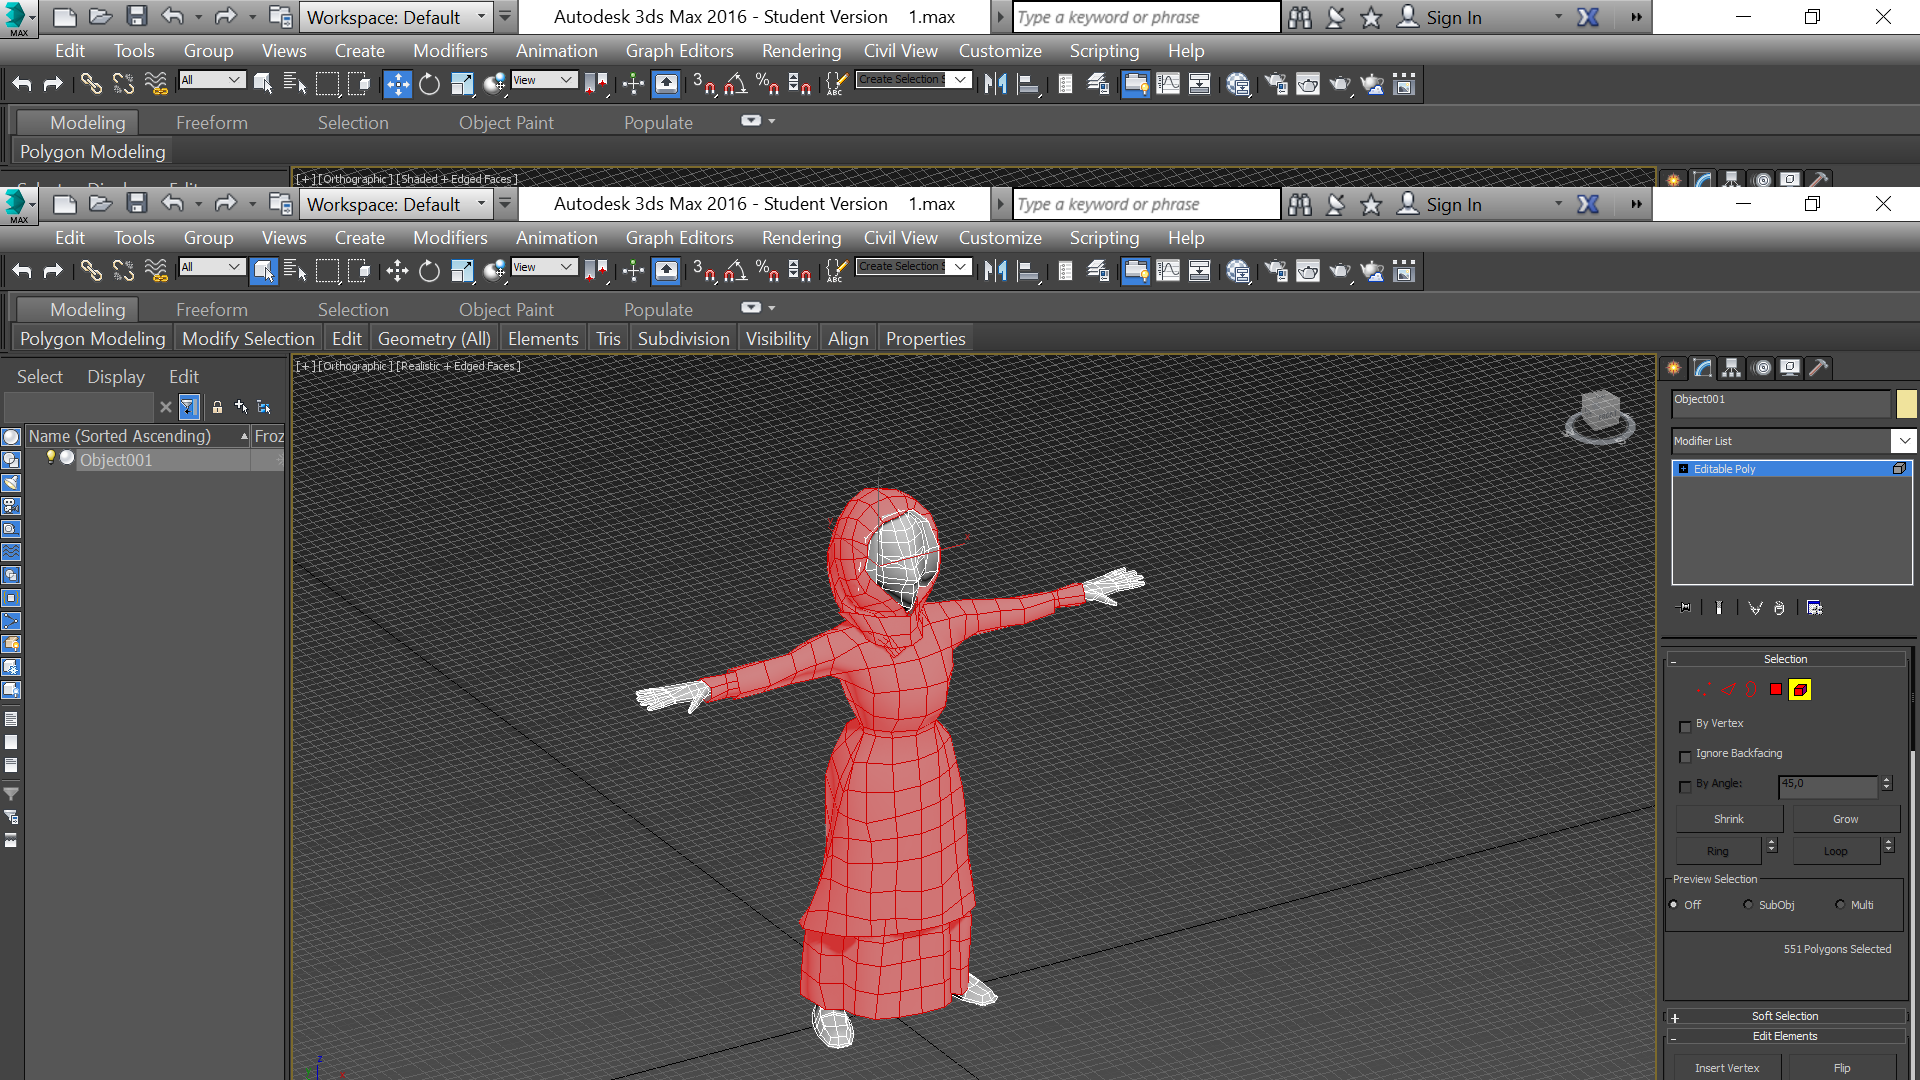 MAX Workspace: Default Autodesk 3ds Max 2016 - Student Version 1.max Type a keyword or phrase Sign In
Edit Tools Group Views Create Modifiers Animation Graph Editors Rendering Civil View Customize Scripting Help
All View 3 % ABC Create Selection S
Modeling Freeform Selection Object Paint Populate
Polygon Modeling
[+] [Orthographic] [Shaded + Edged Faces]
MAX Workspace: Default Autodesk 3ds Max 2016 - Student Version 1.max Type a keyword or phrase Sign In
Edit Tools Group Views Create Modifiers Animation Graph Editors Rendering Civil View Customize Scripting Help
All View 3 % ABC Create Selection S
Modeling Freeform Selection Object Paint Populate
Polygon Modeling Modify Selection Edit Geometry (All) Elements Tris Subdivision Visibility Align Properties
[+] [Orthographic] [Realistic + Edged Faces]
Select Display Edit
Name (Sorted Ascending) Froz
Object001
Object001
Modifier List
Editable Poly
- Selection
By Vertex
Ignore Backfacing
By Angle: 45,0
Shrink Grow
Ring Loop
Preview Selection
Off SubObj Multi
551 Polygons Selected
+ Soft Selection
- Edit Elements
Insert Vertex Flip
z
x